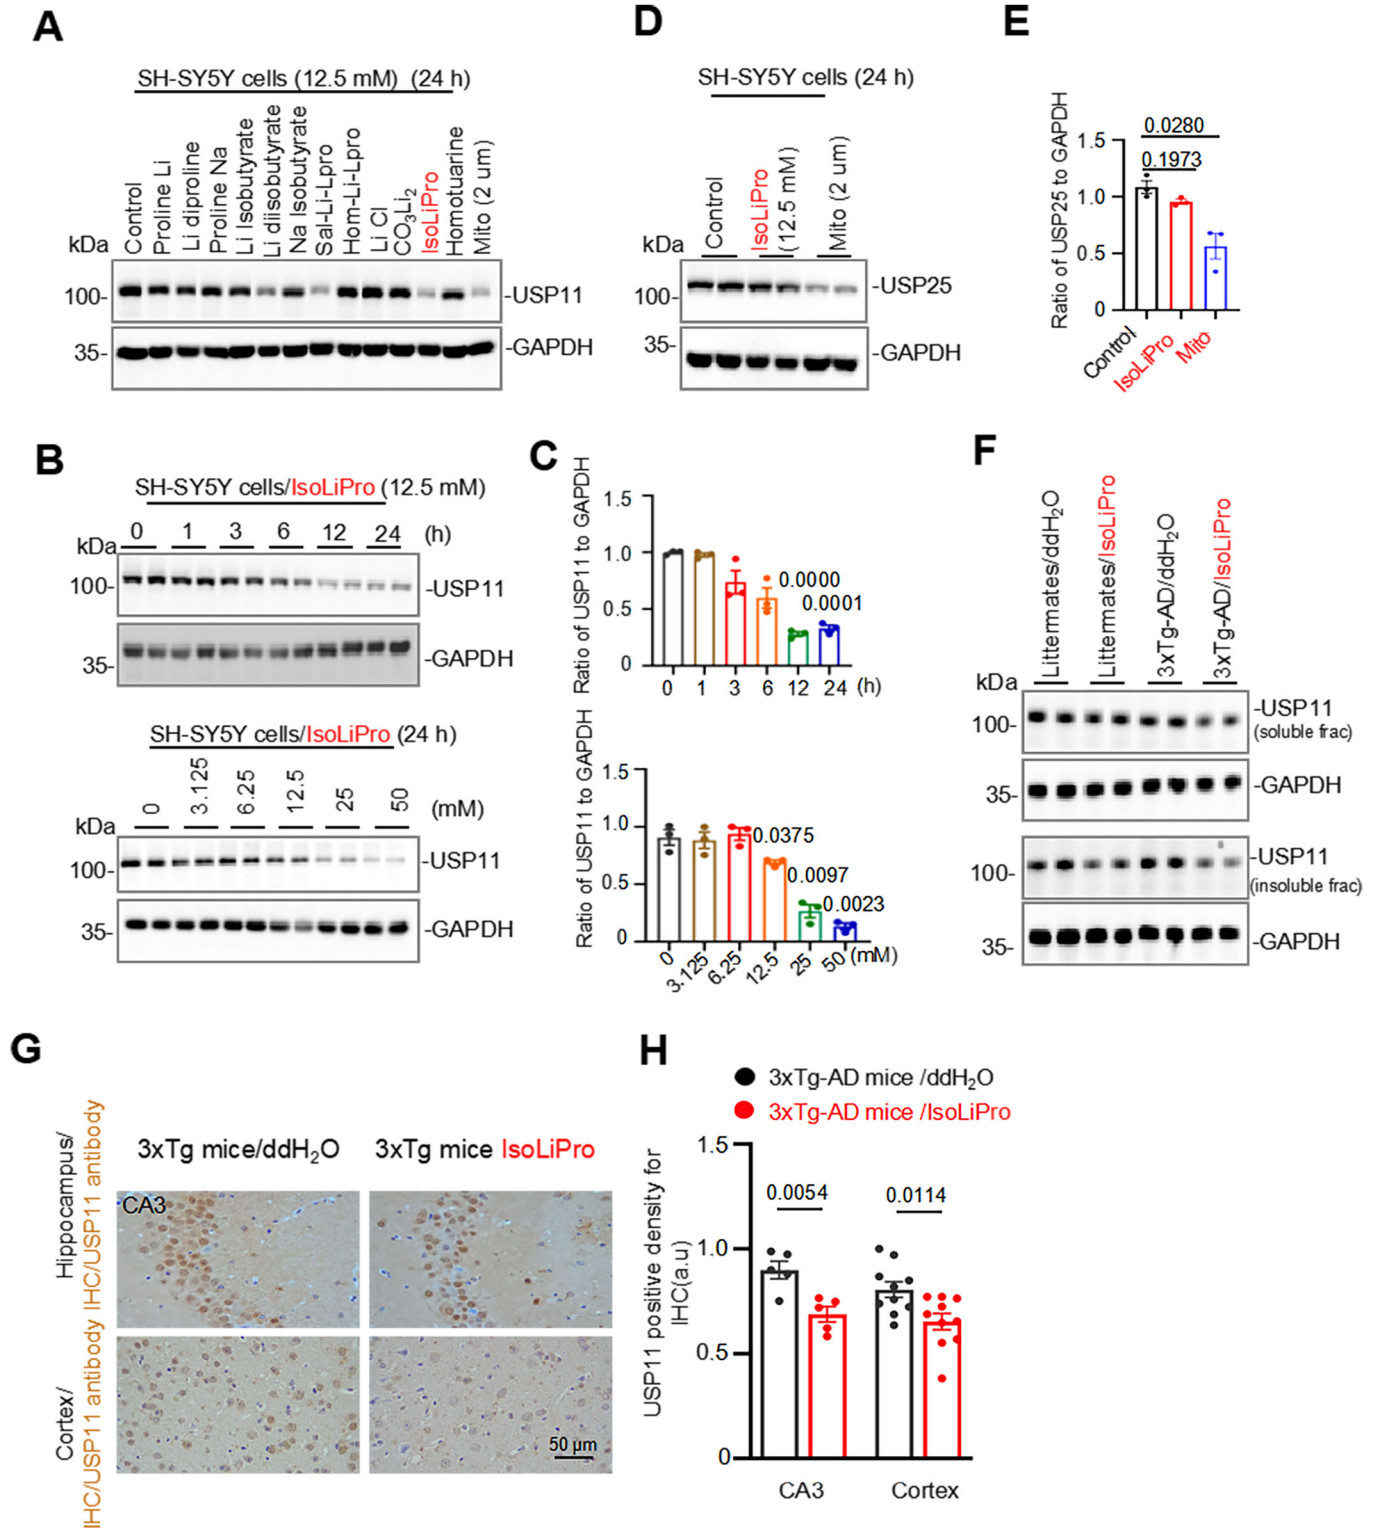 A
SH-SY5Y cells (12.5 mM) (24 h)
Control
Proline Li
Li diproline
Proline Na
Li Isobutyrate
Li diisobutyrate
Na Isobutyrate
Sal-Li-Lpro
Hom-Li-Lpro
Li Cl
CO3Li2
IsoLiPro
Homotuarine
Mito (2 um)
kDa
100-
-USP11
35-
-GAPDH
D
SH-SY5Y cells (24 h)
Control
IsoLiPro
(12.5 mM)
Mito (2 um)
kDa
100-
-USP25
35-
-GAPDH
E
Ratio of USP25 to GAPDH
0.0280
0.1973
1.5
1.0
0.5
0
Control
IsoLiPro
Mito
B
SH-SY5Y cells/IsoLiPro (12.5 mM)
0 1 3 6 12 24 (h)
kDa
100-
-USP11
35-
-GAPDH
SH-SY5Y cells/IsoLiPro (24 h)
0 3.125 6.25 12.5 25 50 (mM)
kDa
100-
-USP11
35-
-GAPDH
C
Ratio of USP11 to GAPDH
1.5
1.0
0.5
0
0.0000
0.0001
0 1 3 6 12 24 (h)
Ratio of USP11 to GAPDH
1.5
1.0
0.5
0
0.0375
0.0097
0.0023
0 3.125 6.25 12.5 25 50 (mM)
F
Littermates/ddH2O
Littermates/IsoLiPro
3xTg-AD/ddH2O
3xTg-AD/IsoLiPro
kDa
100-
-USP11
(soluble frac)
35-
-GAPDH
100-
-USP11
(insoluble frac)
35-
-GAPDH
G
3xTg mice/ddH2O 3xTg mice IsoLiPro
Hippocampus/
IHC/USP11 antibody
CA3
Cortex/
IHC/USP11 antibody
50 µm
H
3xTg-AD mice /ddH2O
3xTg-AD mice /IsoLiPro
USP11 positive density for
IHC(a.u)
1.5
1.0
0.5
0
0.0054
0.0114
CA3 Cortex